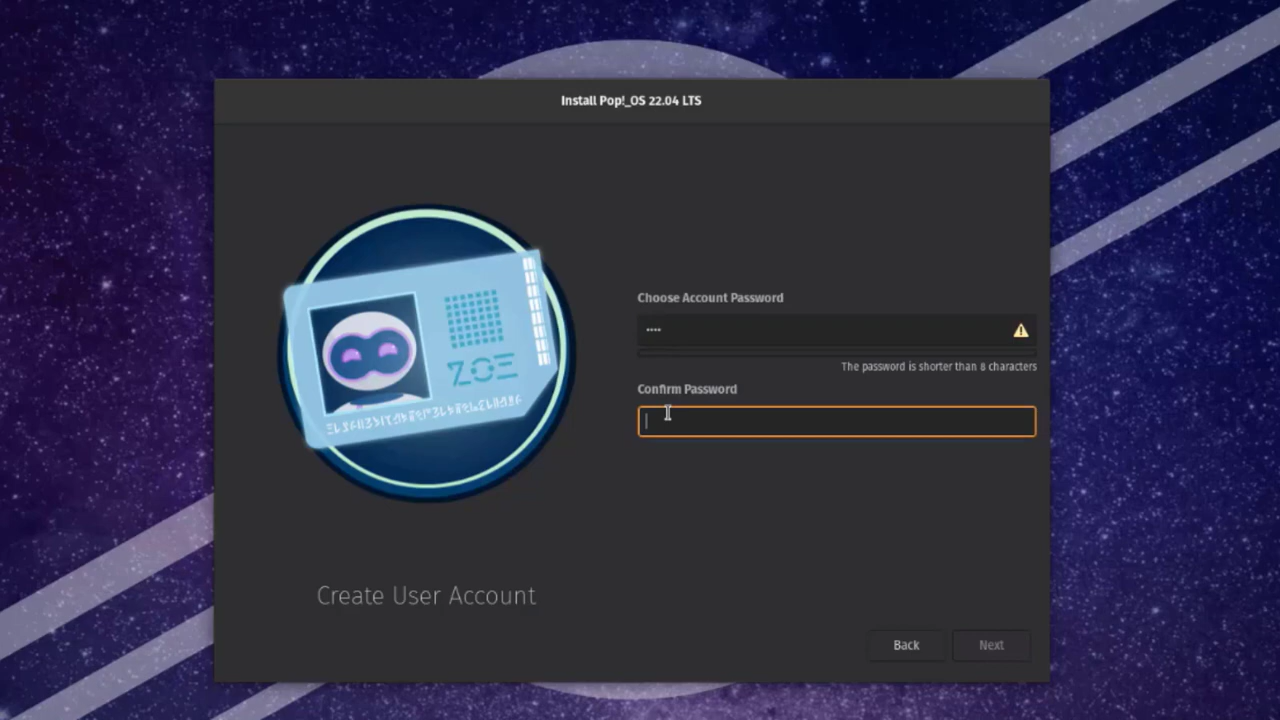 Install Pop!_OS 22.04 LTS
Choose Account Password
••••
The password is shorter than 8 characters
Confirm Password
ZOE
Create User Account
Back
Next